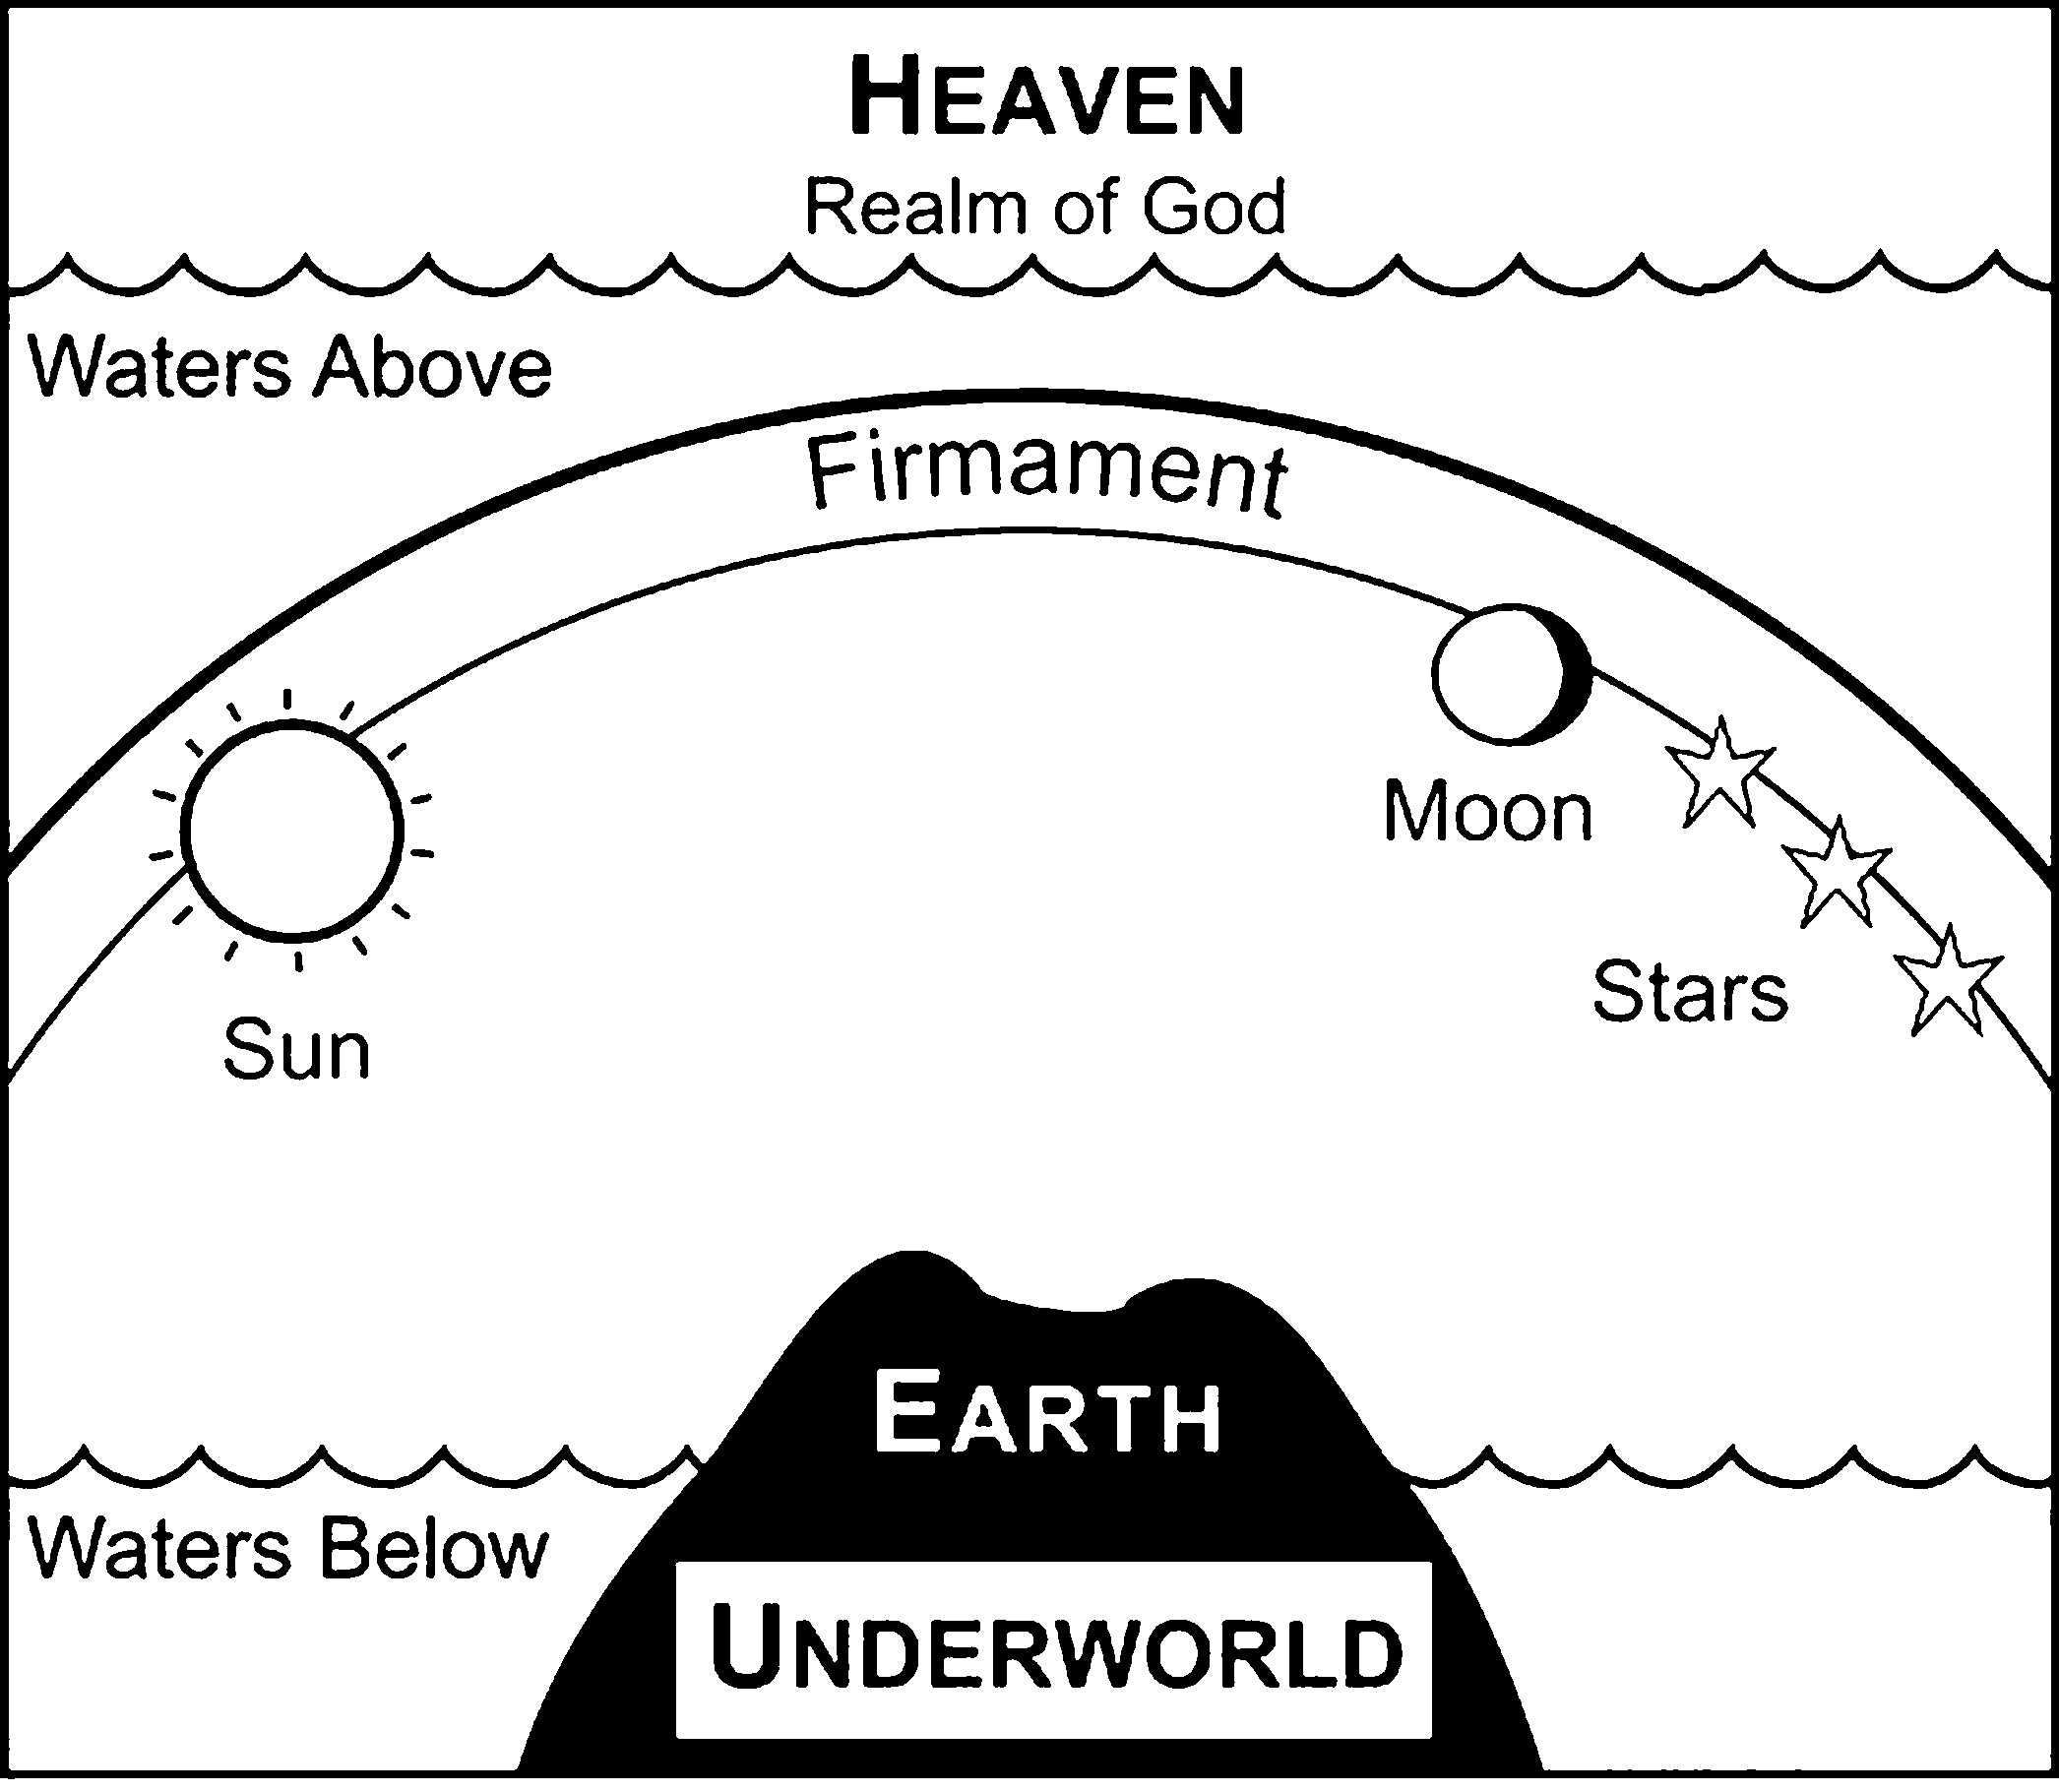 HEAVEN
Realm of God
Waters Above
Firmament
Moon
Stars
Sun
EARTH
Waters Below
UNDERWORLD